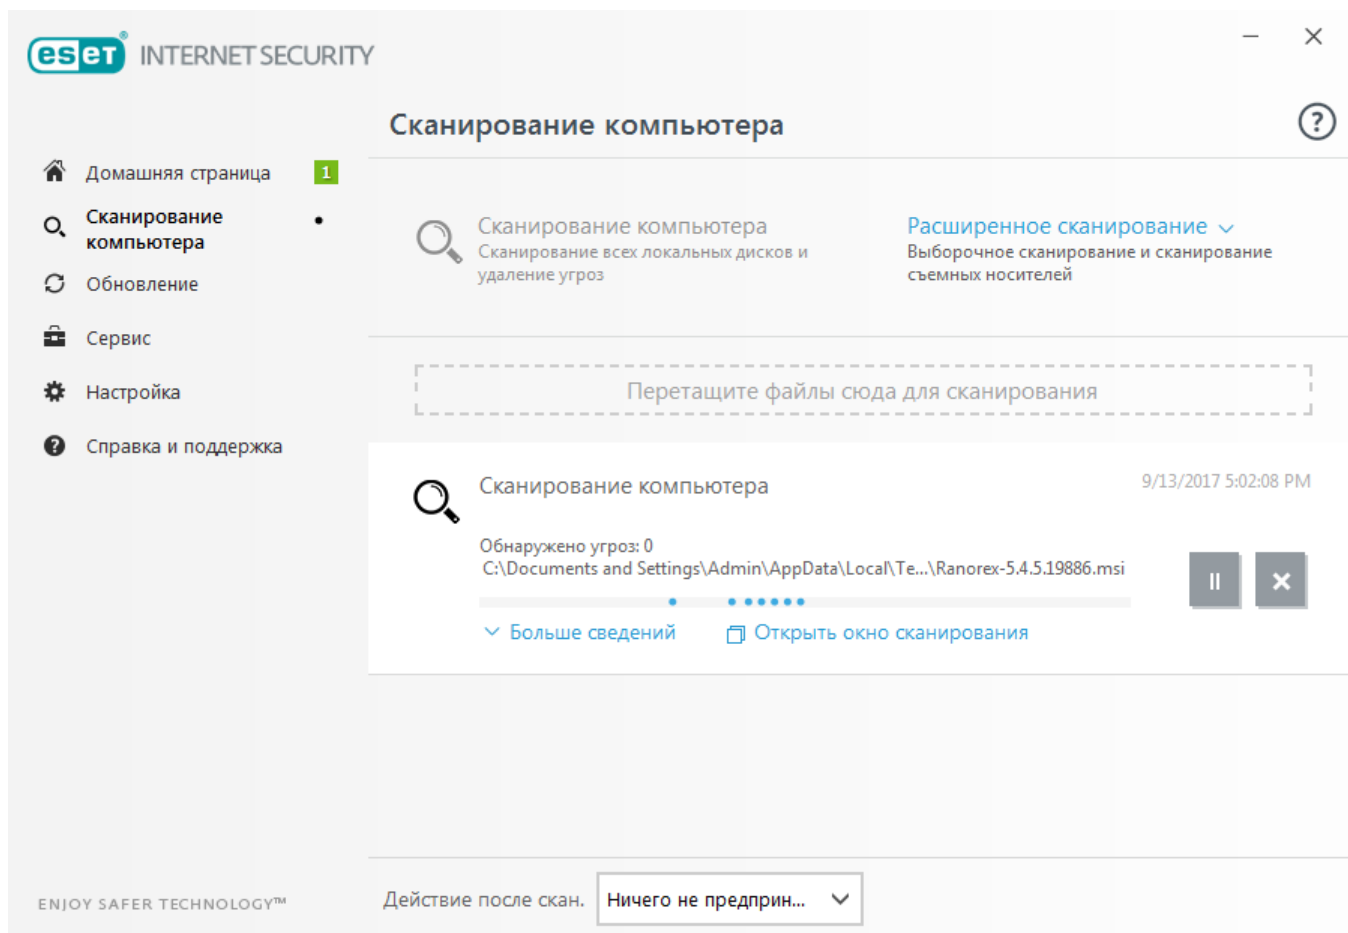 eset® INTERNET SECURITY
Сканирование компьютера
?
Домашняя страница 1
Сканирование
компьютера
Обновление
Сервис
Настройка
Справка и поддержка
Сканирование компьютера
Сканирование всех локальных дисков и
удаление угроз
Расширенное сканирование
Выборочное сканирование и сканирование
съемных носителей
Перетащите файлы сюда для сканирования
Сканирование компьютера
9/13/2017 5:02:08 PM
Обнаружено угроз: 0
C:\Documents and Settings\Admin\AppData\Local\Te...\Ranorex-5.4.5.19886.msi
Больше сведений
Открыть окно сканирования
ENJOY SAFER TECHNOLOGY™
Действие после скан.
Ничего не предприн...